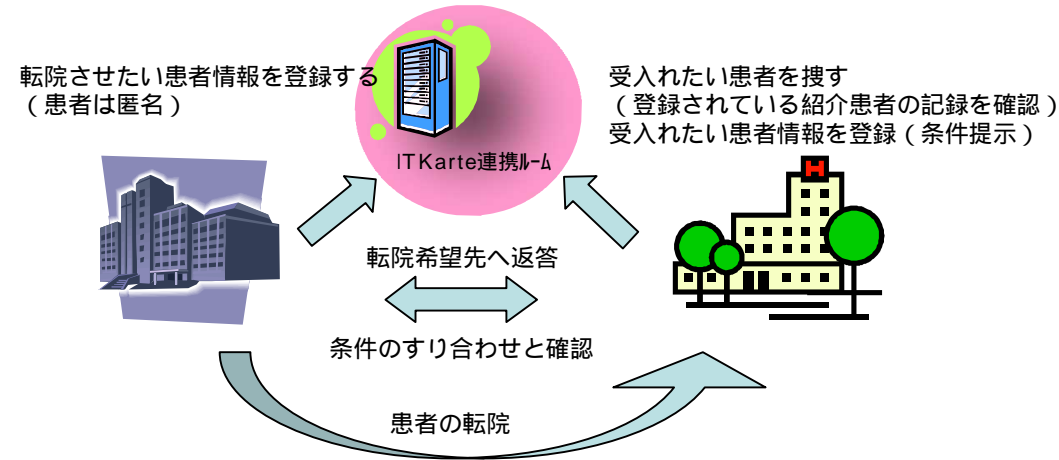 転院させたい患者情報を登録する
（患者は匿名）
受入れたい患者を捜す
（登録されている紹介患者の記録を確認）
受入れたい患者情報を登録（条件提示）
H
ITKarte連携ﾙｰﾑ
転院希望先へ返答
条件のすり合わせと確認
患者の転院